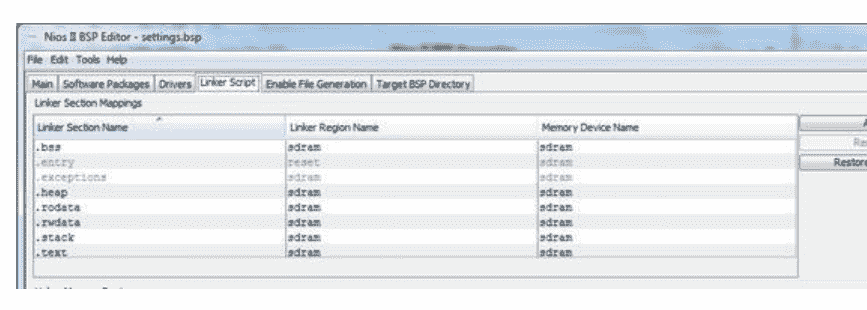 Nios II BSP Editor - settings.bsp
File Edit Tools Help
Main Software Packages Drivers Linker Script Enable File Generation Target BSP Directory
Linker Section Mappings
Linker Section Name Linker Region Name Memory Device Name
.bss sdram sdram
.entry reset sdram
.exceptions sdram sdram
Restore
.heap sdram sdram
.rodata sdram sdram
.rwdata sdram sdram
.stack sdram sdram
.text sdram sdram